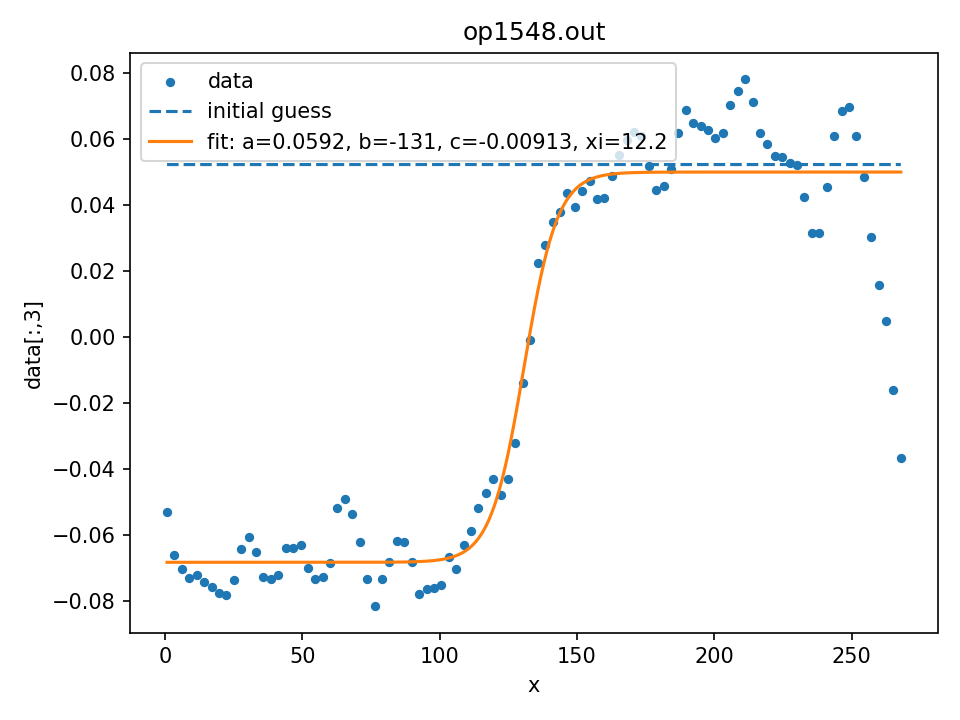 op1548.out
data
initial guess
fit: a=0.0592, b=-131, c=-0.00913, xi=12.2
0.08
0.06
0.04
0.02
0.00
−0.02
−0.04
−0.06
−0.08
data[:,3]
0 50 100 150 200 250
x